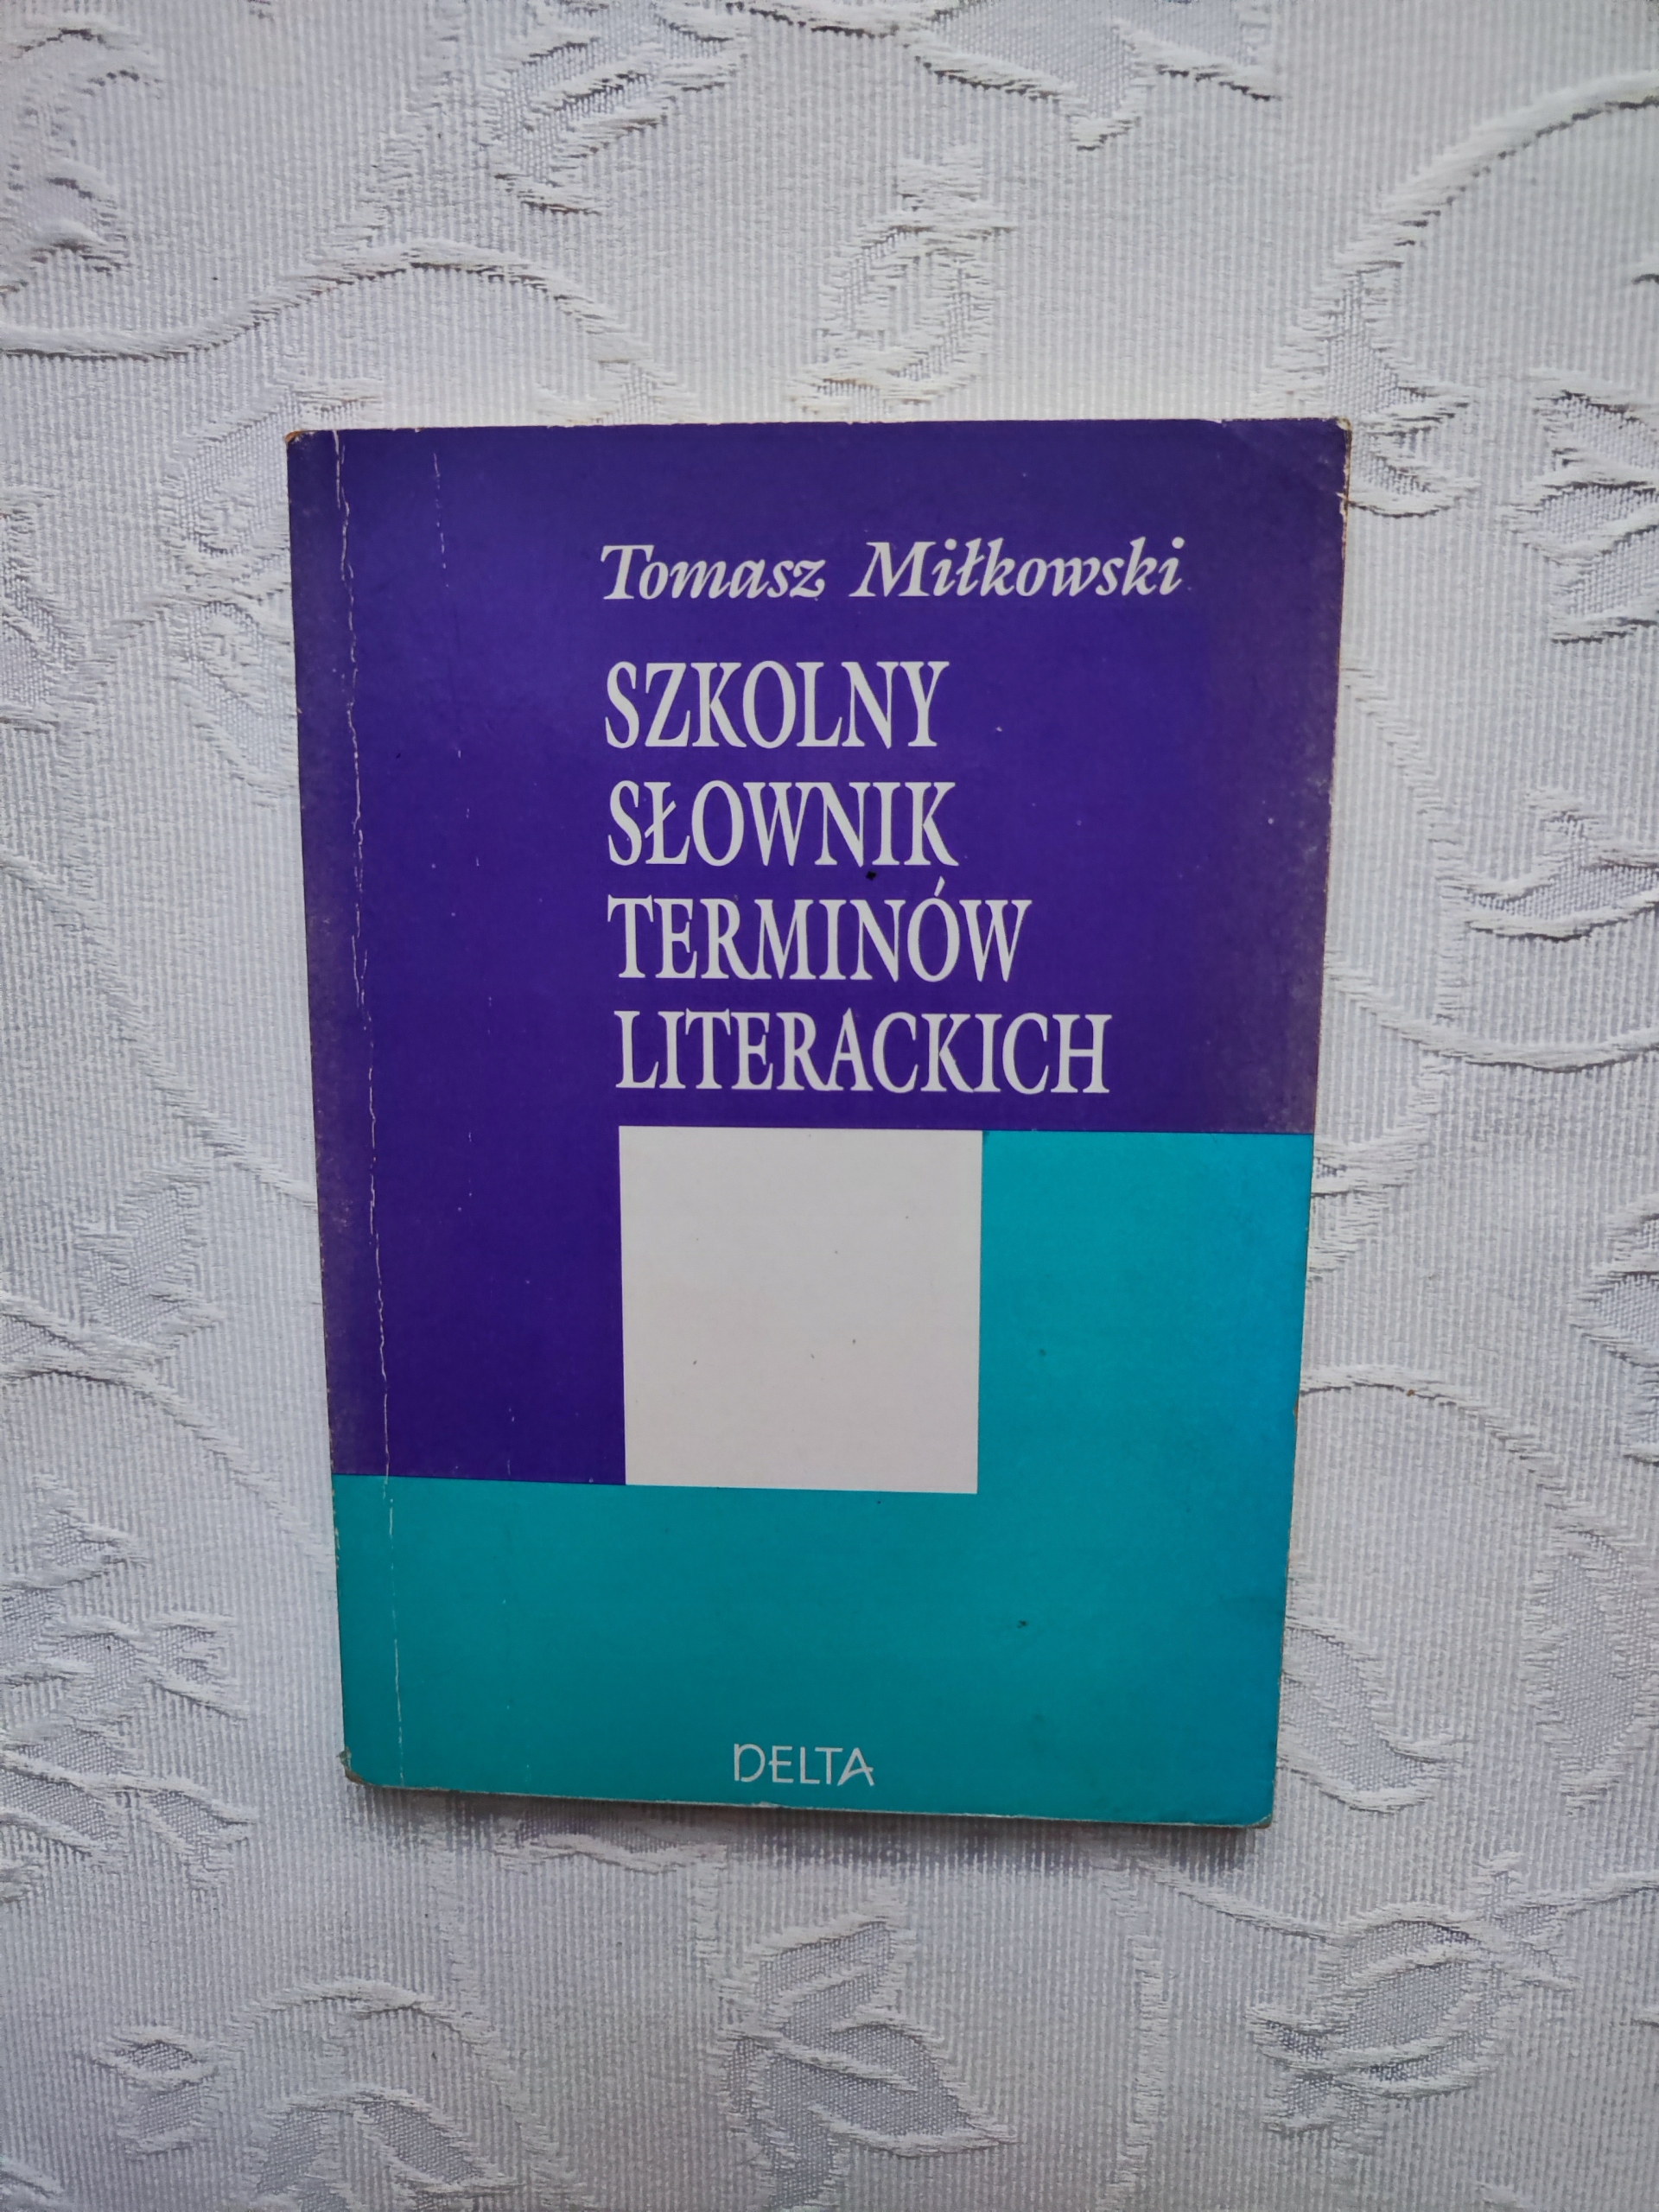 Tomasz Miłkowski
SZKOLNY
SŁOWNIK
TERMINÓW
LITERACKICH
DELTA